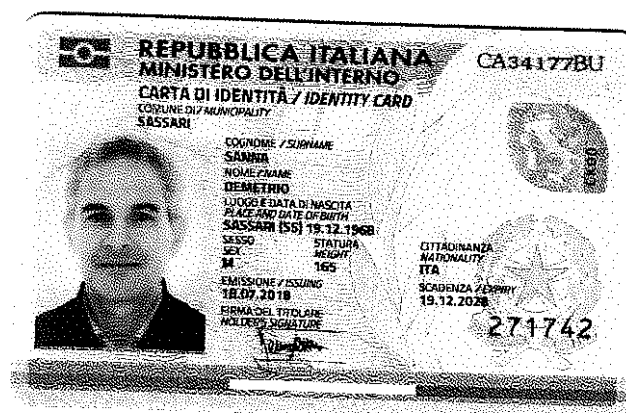 REPUBBLICA ITALIANA
CA34177BU
MINISTERO DELL'INTERNO
CARTA DI IDENTITÀ / IDENTITY CARD
COMUNE DI / MUNICIPALITY
SASSARI
COGNOME / SURNAME
SANNA
NOME / NAME
DEMETRIO
LUOGO E DATA DI NASCITA
PLACE AND DATE OF BIRTH
SASSARI (SS) 19.12.1968
SESSO STATURA CITTADINANZA
SEX HEIGHT NATIONALITY
M 165 ITA
EMISSIONE / ISSUING SCADENZA / EXPIRY
18.07.2018 19.12.2028
FIRMA DEL TITOLARE
HOLDER'S SIGNATURE
271742